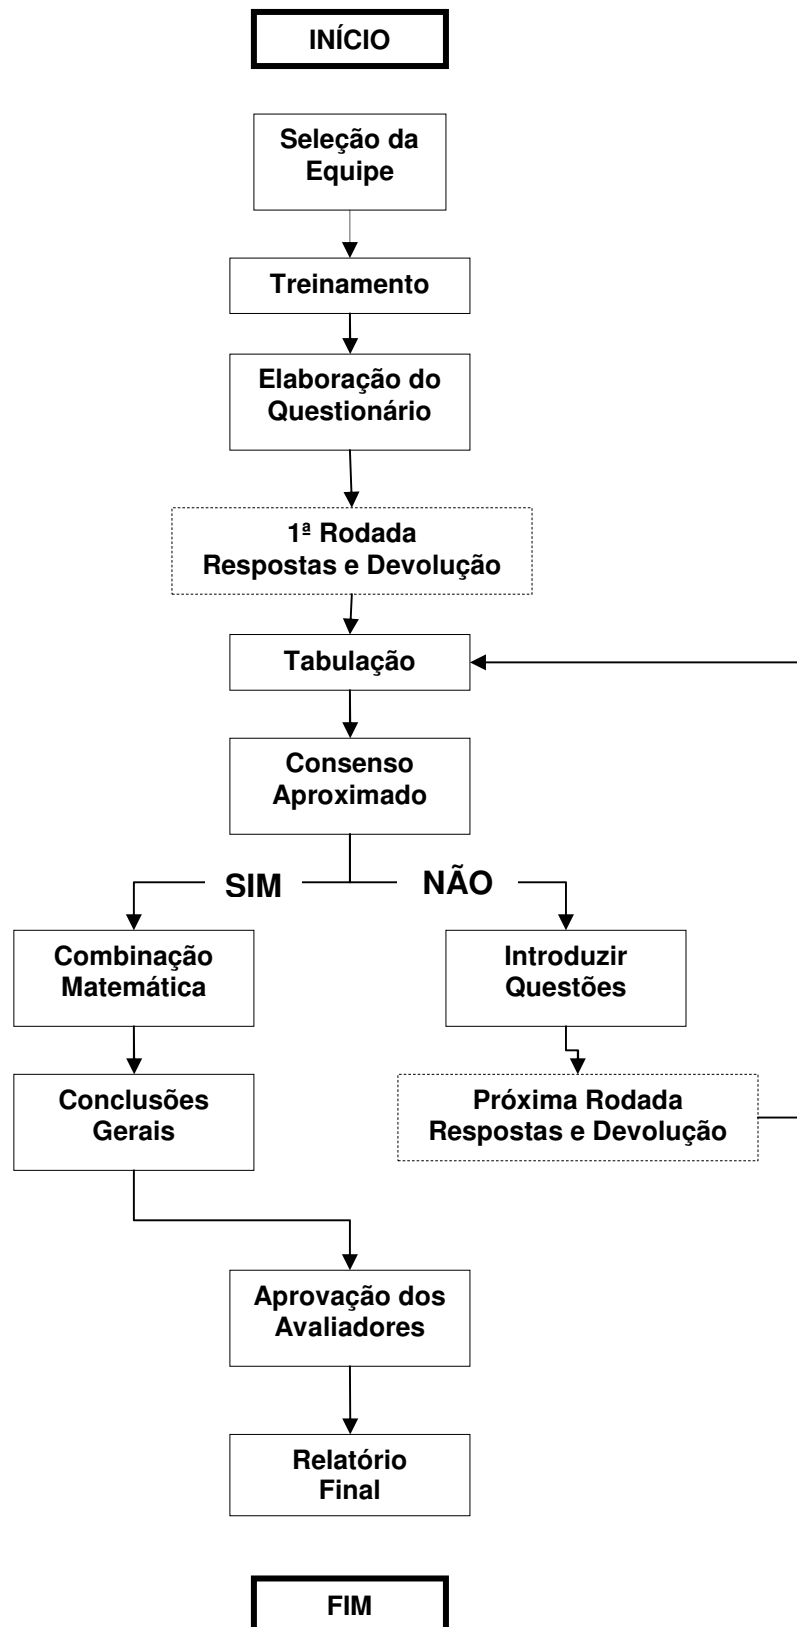 INÍCIO
Seleção da
Equipe
Treinamento
Elaboração do
Questionário
1ª Rodada
Respostas e Devolução
Tabulação
Consenso
Aproximado
SIM
NÃO
Combinação
Matemática
Introduzir
Questões
Conclusões
Gerais
Próxima Rodada
Respostas e Devolução
Aprovação dos
Avaliadores
Relatório
Final
FIM